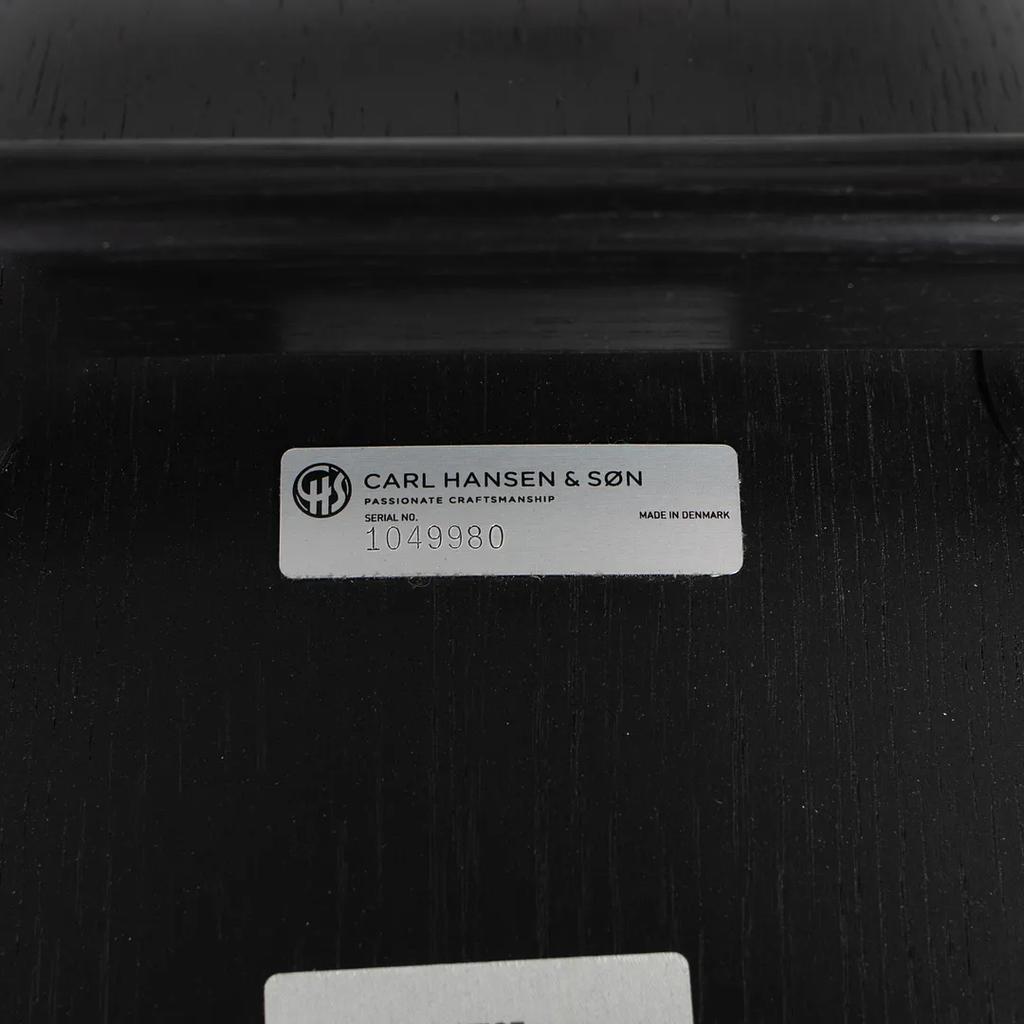 CHS
CARL HANSEN & SØN
PASSIONATE CRAFTSMANSHIP
SERIAL NO.
MADE IN DENMARK
1049980